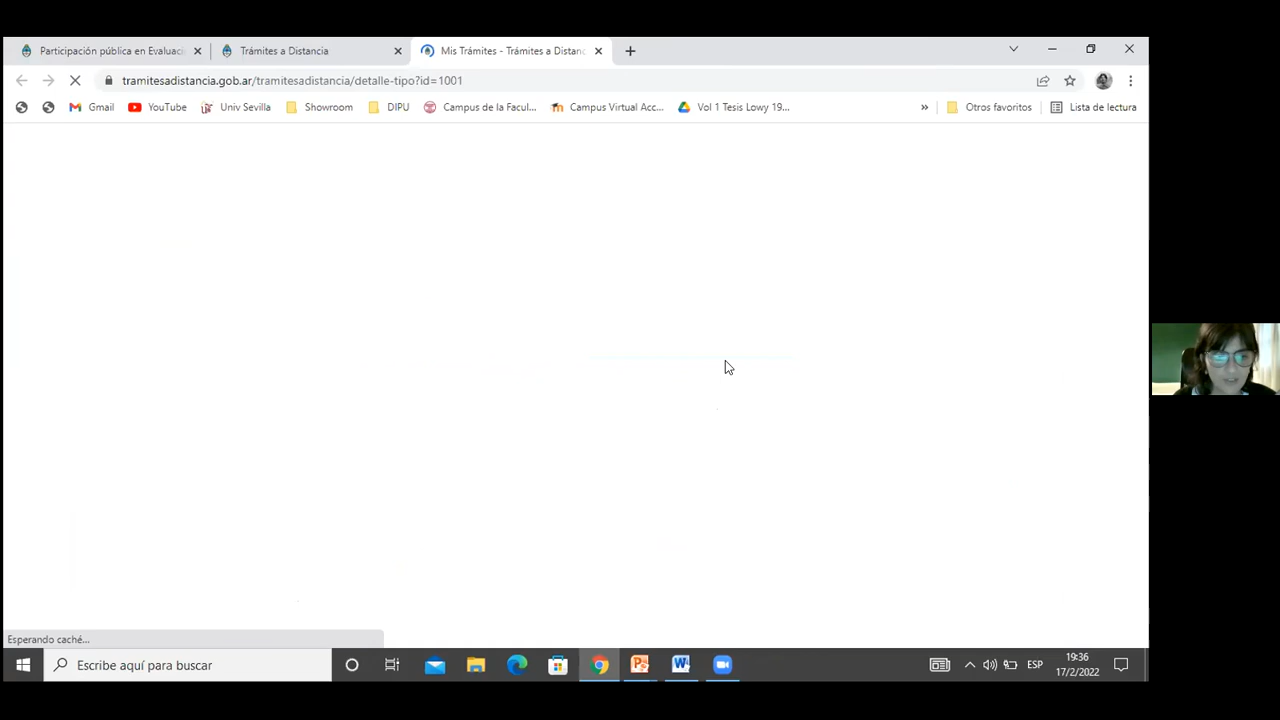 Participación pública en Evaluaci
Trámites a Distancia
Mis Trámites - Trámites a Distanc
tramitesadistancia.gob.ar/tramitesadistancia/detalle-tipo?id=1001
Gmail
YouTube
Univ Sevilla
Showroom
DIPU
Campus de la Facul...
Campus Virtual Acc...
Vol 1 Tesis Lowy 19...
»
Otros favoritos
Lista de lectura
Esperando caché...
Escribe aquí para buscar
ESP
19:36
17/2/2022